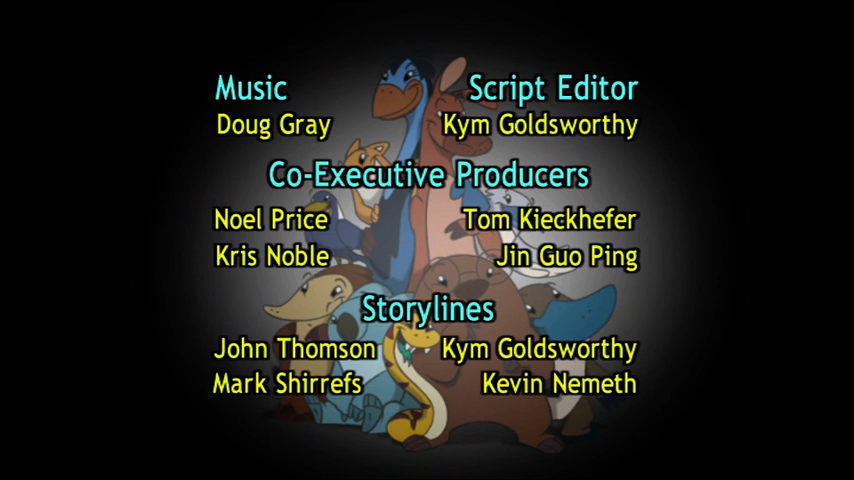 Music Script Editor
Doug Gray Kym Goldsworthy
Co-Executive Producers
Noel Price Tom Kieckhefer
Kris Noble Jin Guo Ping
Storylines
John Thomson Kym Goldsworthy
Mark Shirrefs Kevin Nemeth